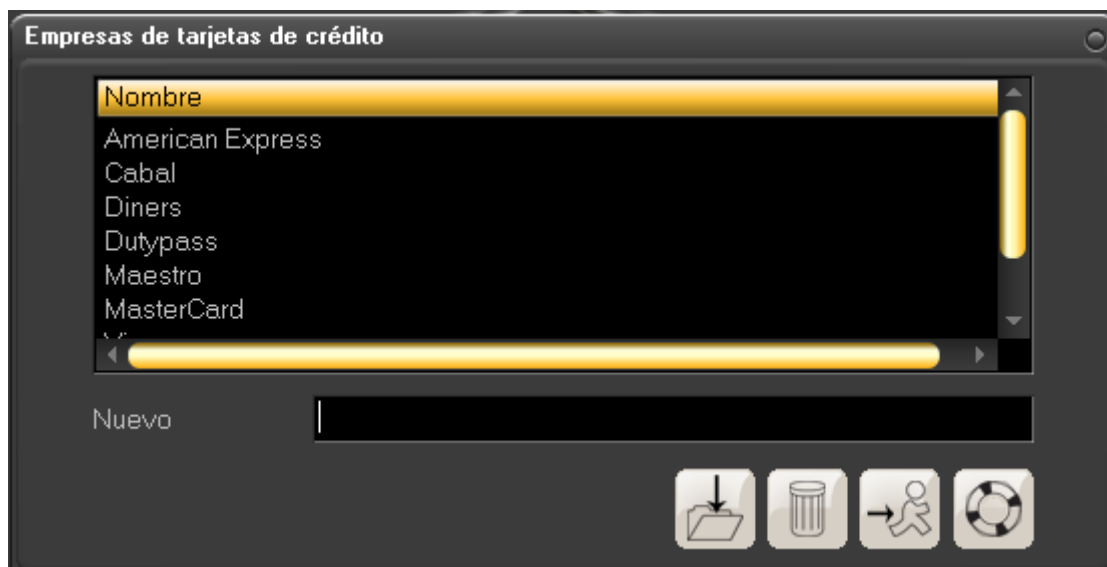 Empresas de tarjetas de crédito
Nombre
American Express
Cabal
Diners
Dutypass
Maestro
MasterCard
Nuevo